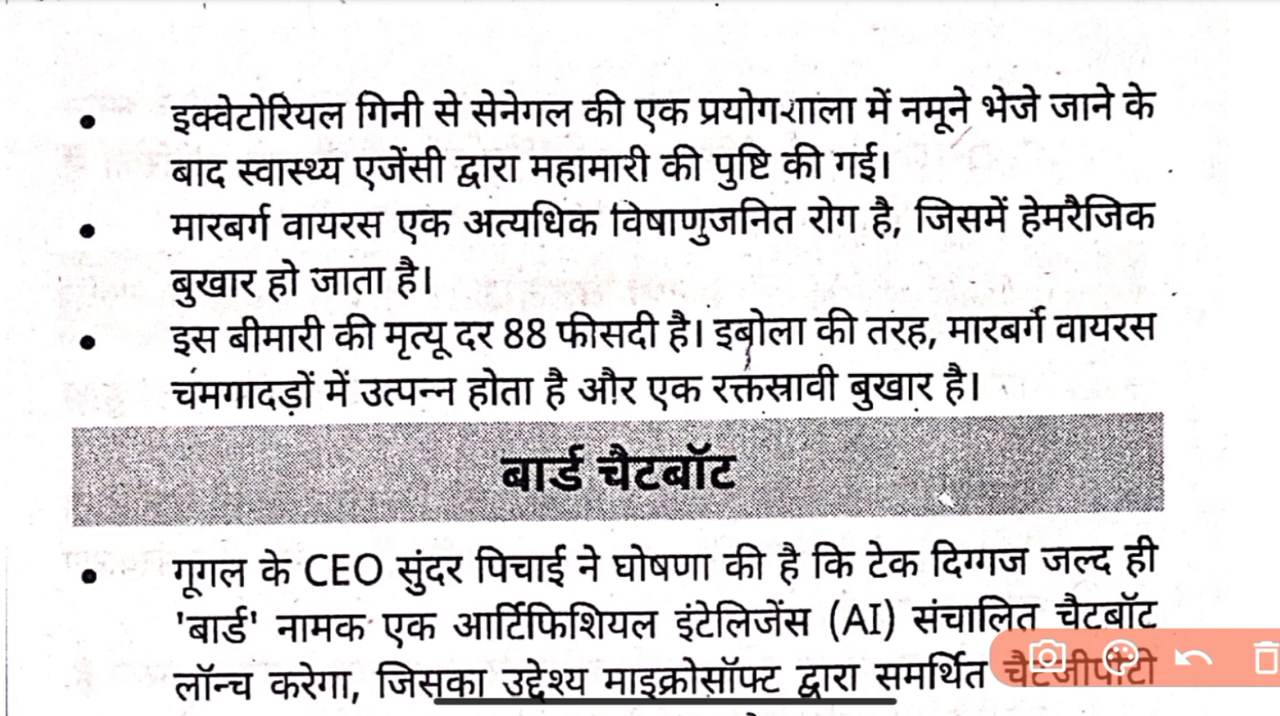 इक्वेटोरियल गिनी से सेनेगल की एक प्रयोगशाला में नमूने भेजे जाने के
बाद स्वास्थ्य एजेंसी द्वारा महामारी की पुष्टि की गई।
मारबर्ग वायरस एक अत्यधिक विषाणुजनित रोग है, जिसमें हेमरैजिक
बुखार हो जाता है।
इस बीमारी की मृत्यू दर 88 फीसदी है। इबोला की तरह, मारबर्ग वायरस
चमगादड़ों में उत्पन्न होता है और एक रक्तस्रावी बुखार है।
बार्ड चैटबॉट
गूगल के CEO सुंदर पिचाई ने घोषणा की है कि टेक दिग्गज जल्द ही
'बार्ड' नामक एक आर्टिफिशियल इंटेलिजेंस (AI) संचालित चैटबॉट
लॉन्च करेगा, जिसका उद्देश्य माइक्रोसॉफ्ट द्वारा समर्थित चैटजीपीटी